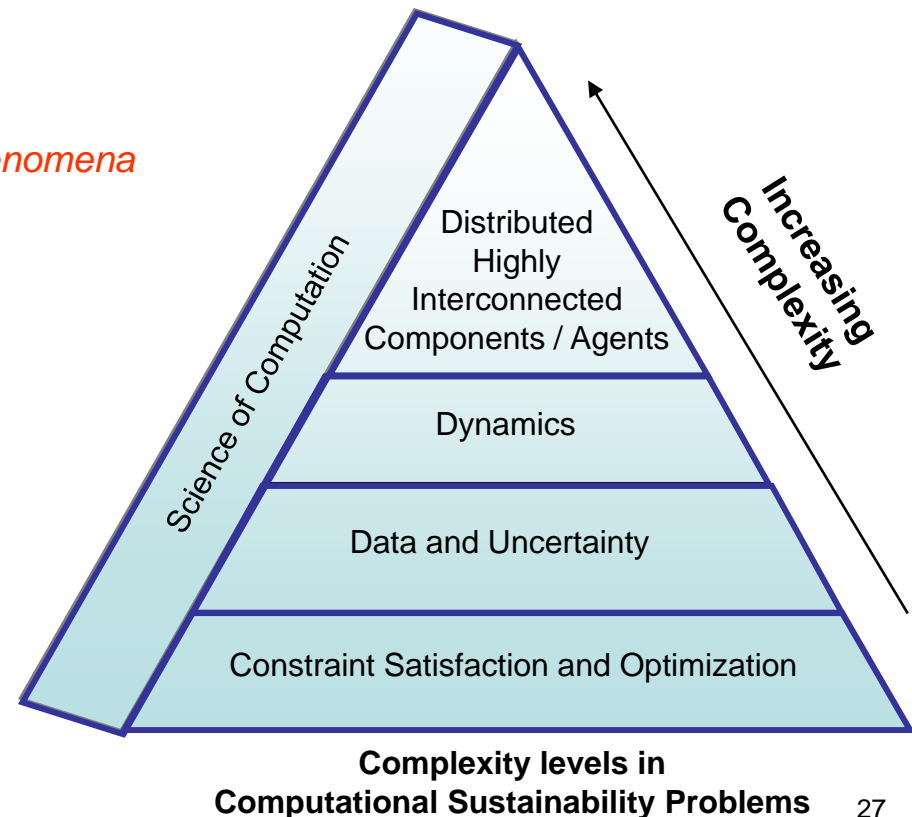 enomena
Increasing
Complexity
Science of Computation
Distributed
Highly
Interconnected
Components / Agents
Dynamics
Data and Uncertainty
Constraint Satisfaction and Optimization
Complexity levels in
Computational Sustainability Problems
27